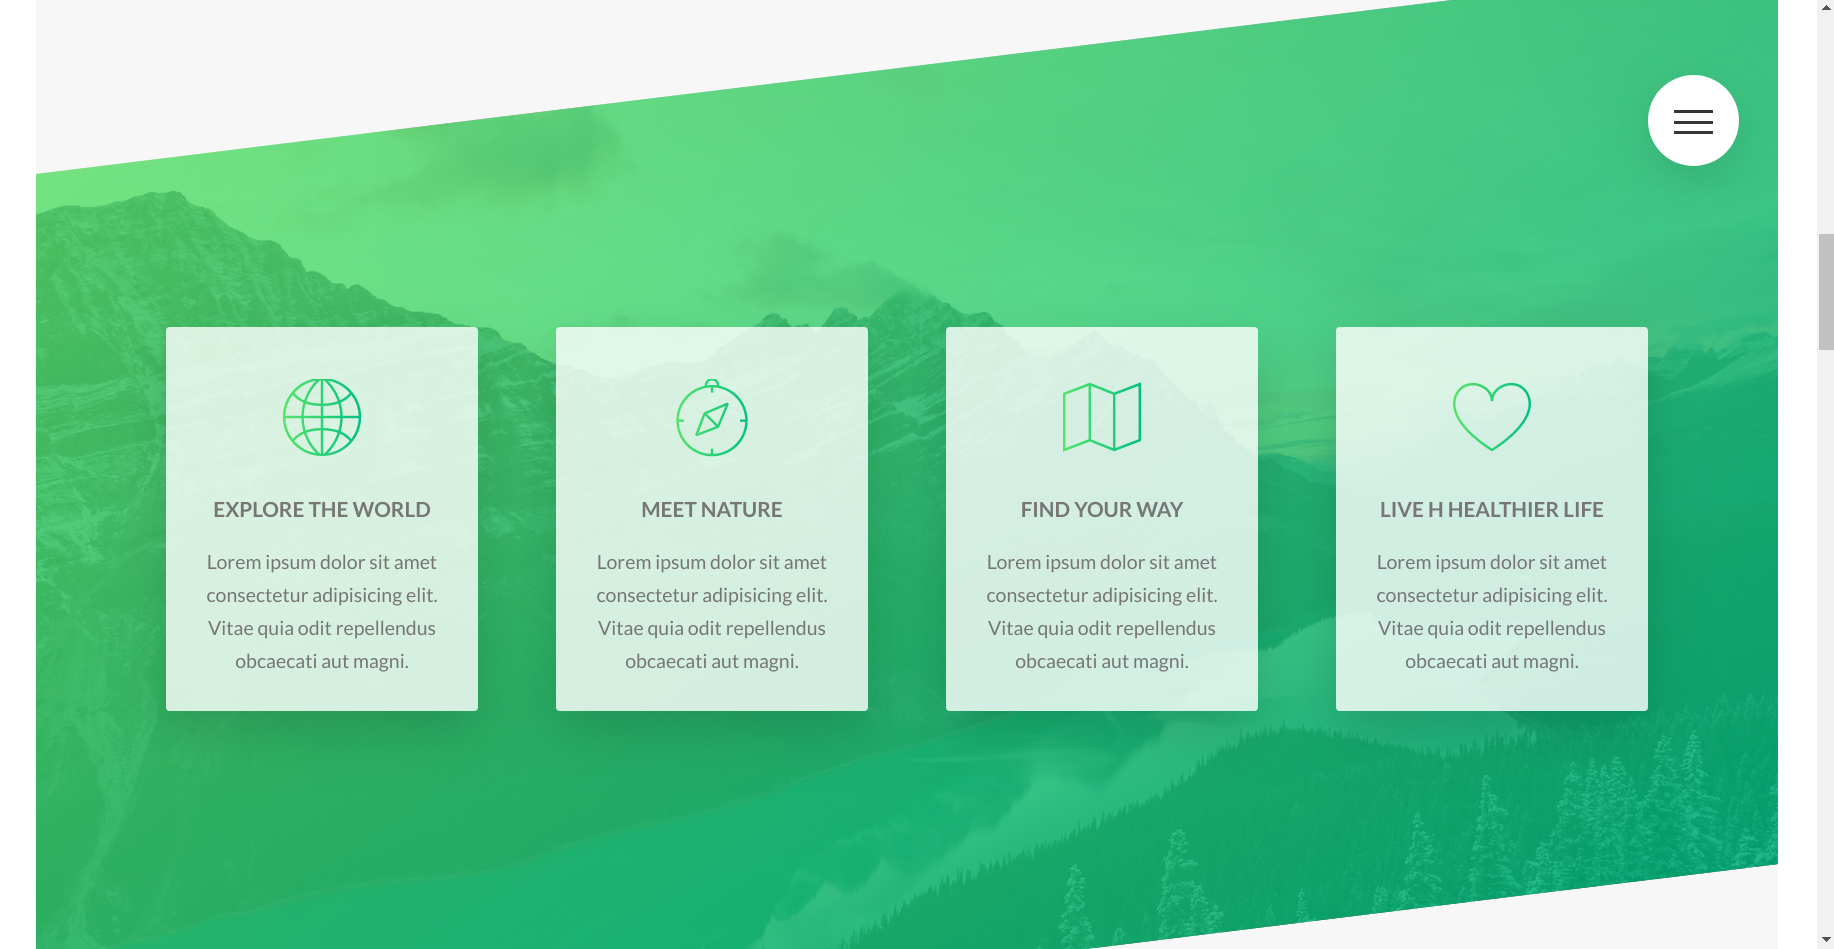 EXPLORE THE WORLD
Lorem ipsum dolor sit amet
consectetur adipisicing elit.
Vitae quia odit repellendus
obcaecati aut magni.
MEET NATURE
Lorem ipsum dolor sit amet
consectetur adipisicing elit.
Vitae quia odit repellendus
obcaecati aut magni.
FIND YOUR WAY
Lorem ipsum dolor sit amet
consectetur adipisicing elit.
Vitae quia odit repellendus
obcaecati aut magni.
LIVE H HEALTHIER LIFE
Lorem ipsum dolor sit amet
consectetur adipisicing elit.
Vitae quia odit repellendus
obcaecati aut magni.